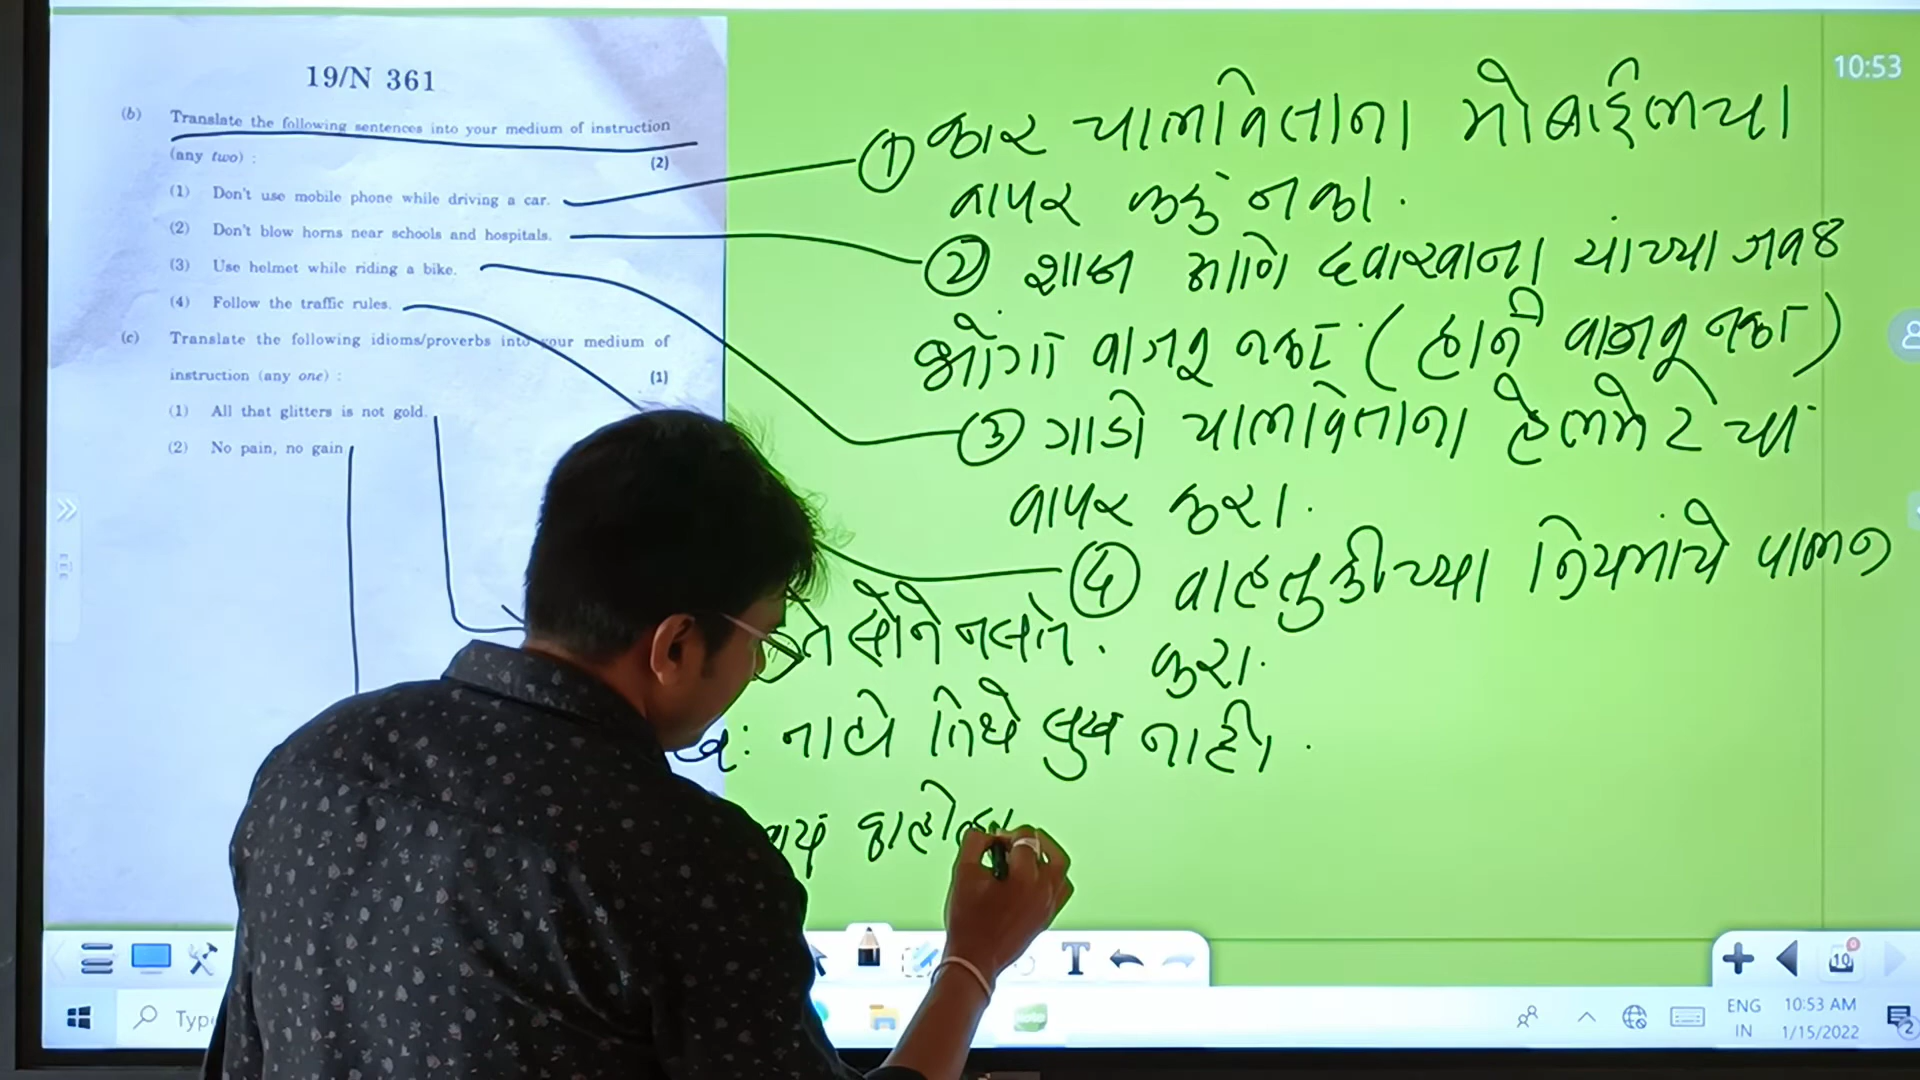 10:53
19/N 361
(b) Translate the following sentences into your medium of instruction
(any two) : (2)
(1) Don't use mobile phone while driving a car.
(2) Don't blow horns near schools and hospitals.
(3) Use helmet while riding a bike.
(4) Follow the traffic rules.
(c) Translate the following idioms/proverbs into your medium of
instruction (any one) : (1)
(1) All that glitters is not gold.
(2) No pain, no gain
① कार चालविताना मोबाईलचा
वापर करू नका.
② शाळा आणि दवाखाना यांच्या जवळ
भोंगा वाजवू नका. (हॉर्न वाजवू नका)
③ गाडी चालविताना हेल्मेटचा
वापर करा.
④ वाहतुकीच्या नियमांचे पालन
करा.
ते सोने नसते.
नाही तिथे सुख नाही.
Typ
T
10
ENG
IN
10:53 AM
1/15/2022
2